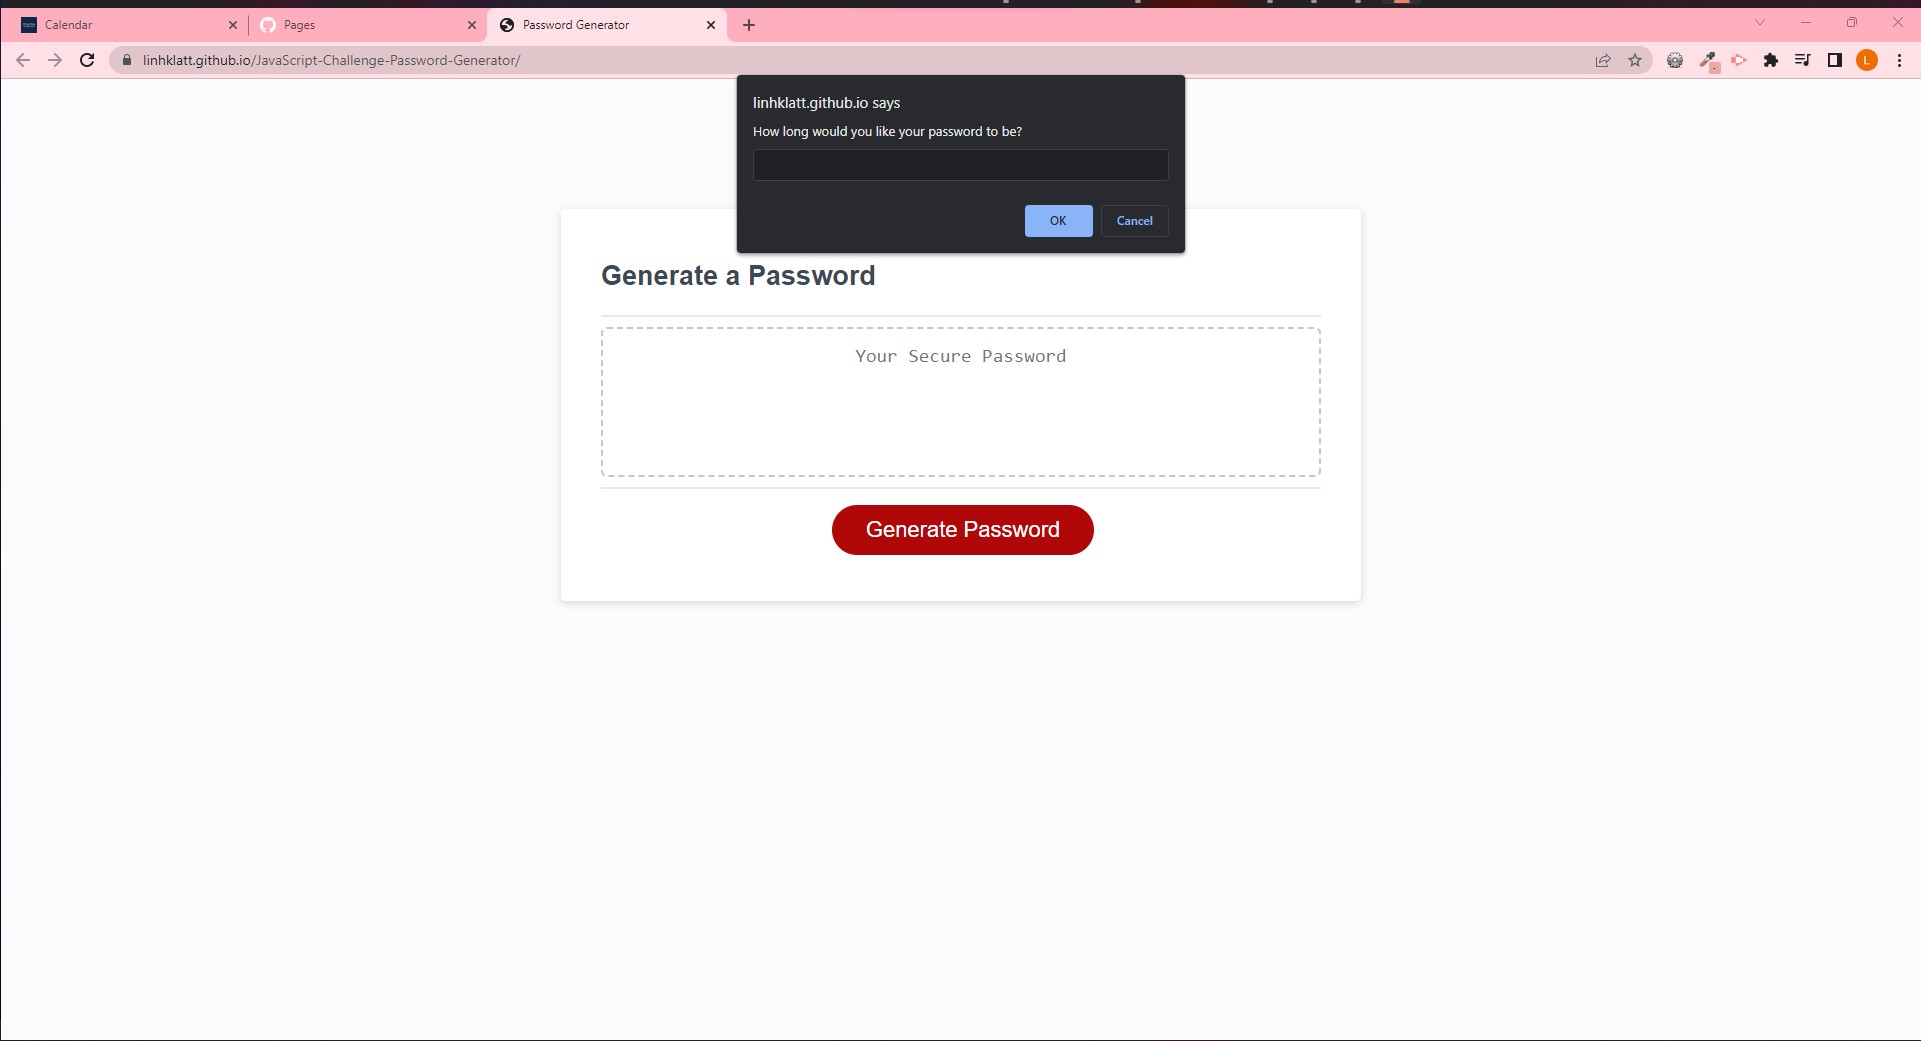 Calendar
Pages
Password Generator
linhklatt.github.io/JavaScript-Challenge-Password-Generator/
L
linhklatt.github.io says
How long would you like your password to be?
OK
Cancel
Generate a Password
Your Secure Password
Generate Password